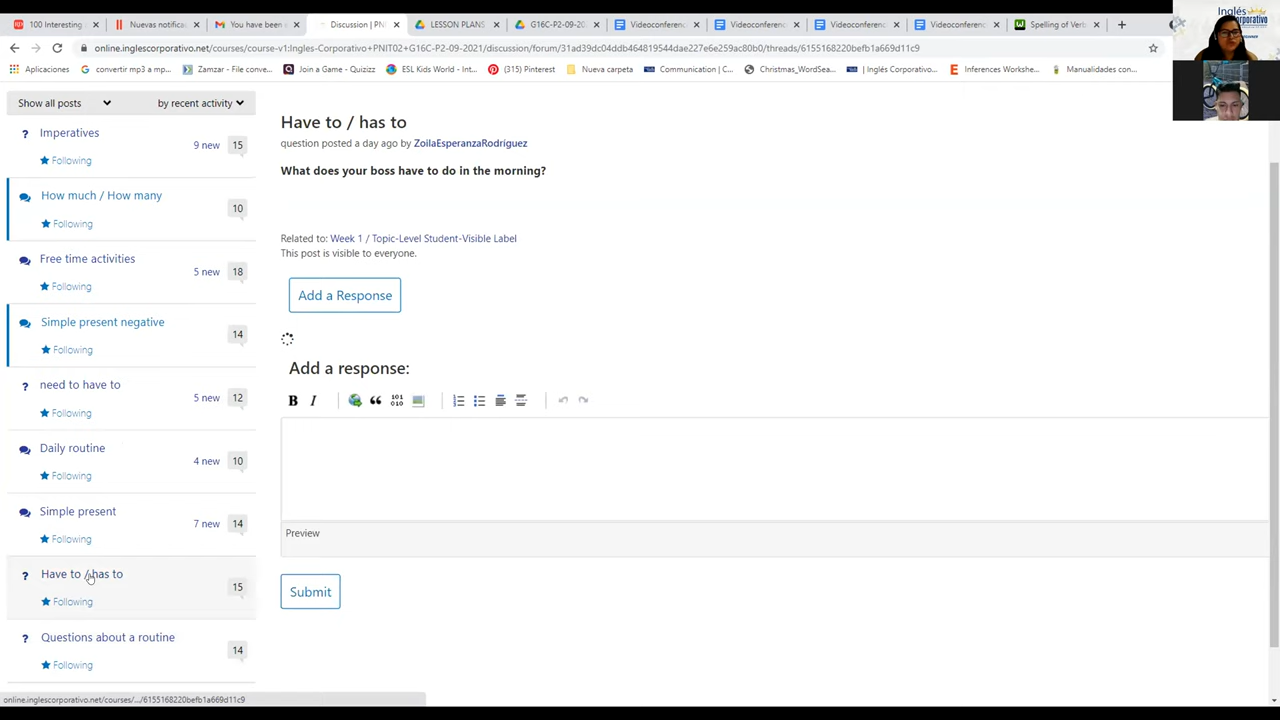 100 Interesting
Nuevas notifica
You have been
Discussion | PNI
LESSON PLANS
G16C-P2-09-20
Videoconferenc
Videoconferenc
Videoconferenc
Videoconferenc
Spelling of Verb
online.inglescorporativo.net/courses/course-v1:Ingles-Corporativo+PNIT02+G16C-P2-09-2021/discussion/forum/31ad39dc04ddb464819544dae227e6e259ac80b0/threads/6155168220befb1a669d11c9
Aplicaciones
convertir mp3 a mp...
Zamzar - File conve...
Join a Game - Quizizz
ESL Kids World - Int...
(315) Pinterest
Nueva carpeta
Communication | C...
Christmas_WordSea...
| Inglés Corporativo...
Inferences Workshe...
Manualidades con...
Show all posts
by recent activity
Imperatives
9 new
15
Following
How much / How many
10
Following
Free time activities
5 new
18
Following
Simple present negative
14
Following
need to have to
5 new
12
Following
Daily routine
4 new
10
Following
Simple present
7 new
14
Following
Have to / has to
15
Following
Questions about a routine
14
Following
Have to / has to
question posted a day ago by ZoilaEsperanzaRodríguez
What does your boss have to do in the morning?
Related to: Week 1 / Topic-Level Student-Visible Label
This post is visible to everyone.
Add a Response
Add a response:
B I
101
010
Preview
Submit
online.inglescorporativo.net/courses/.../6155168220befb1a669d11c9